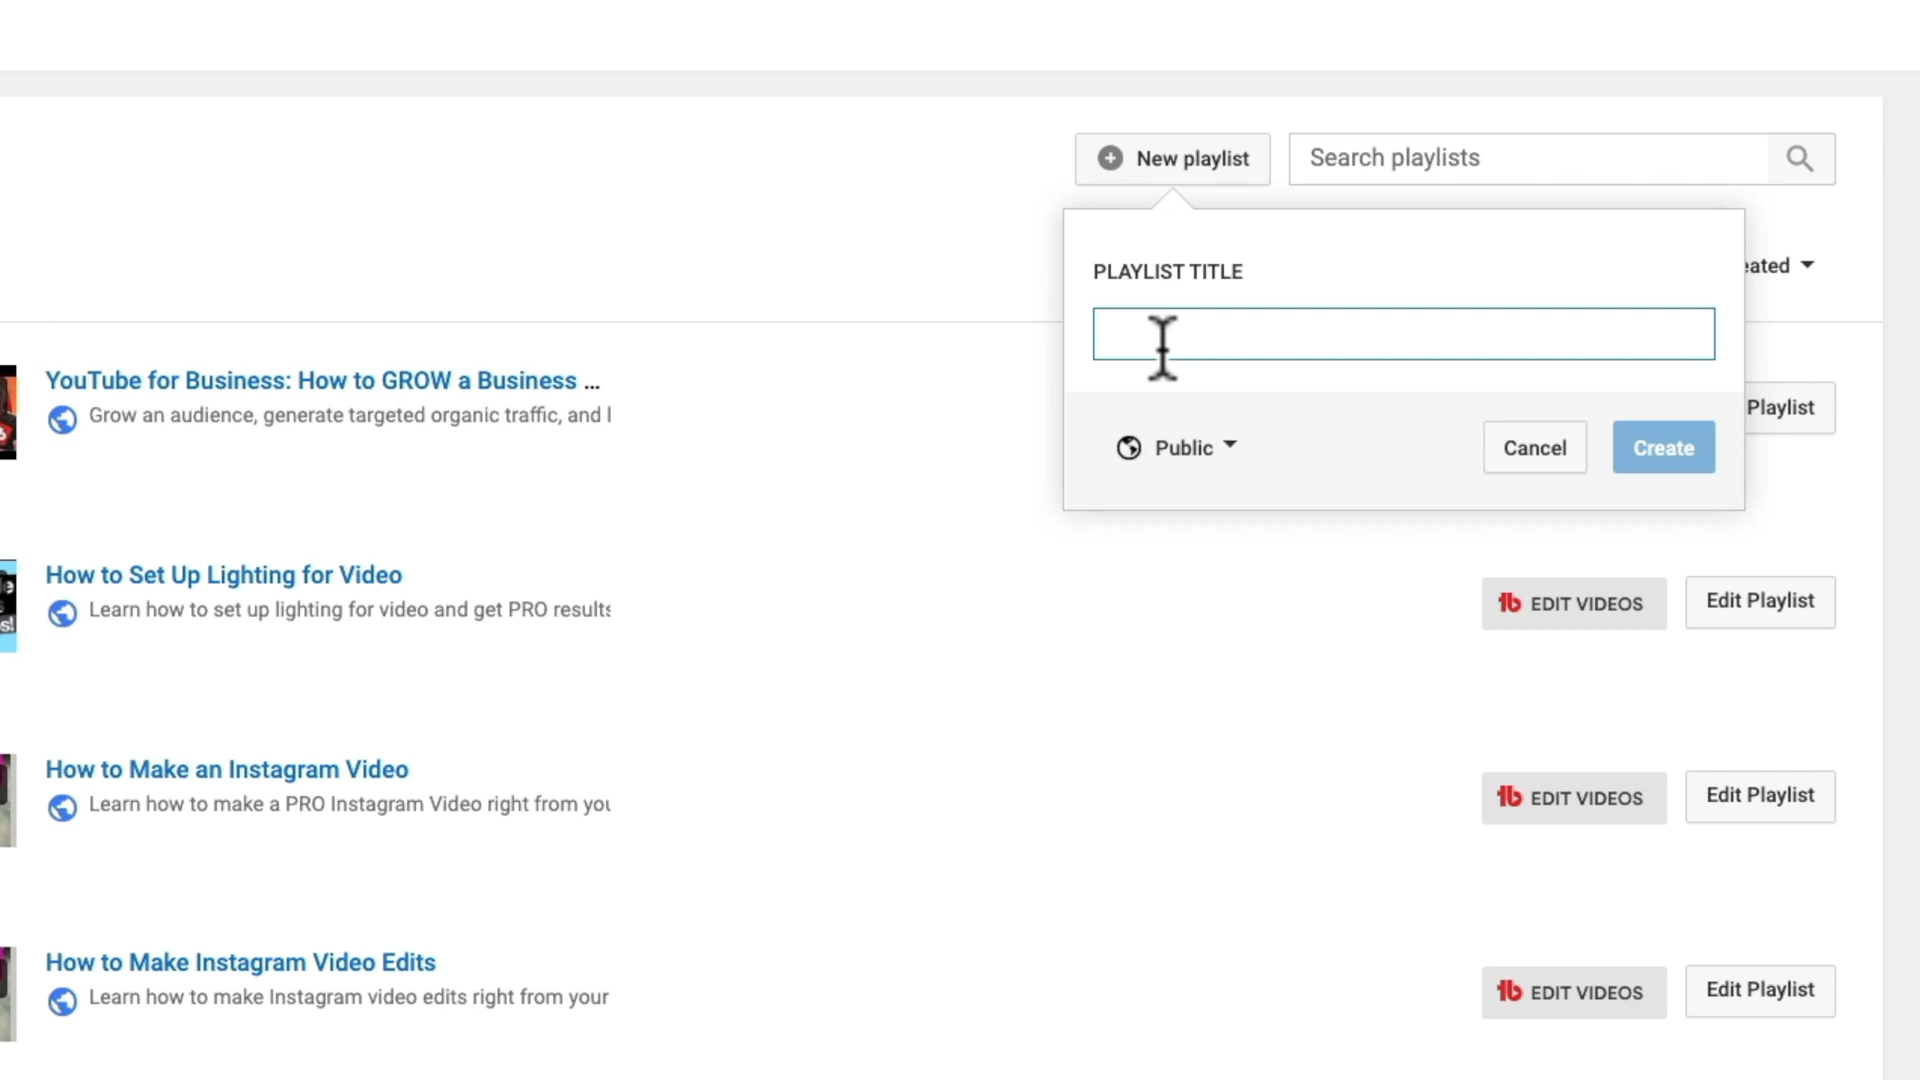 New playlist
Search playlists
PLAYLIST TITLE
Public
Cancel
Create
YouTube for Business: How to GROW a Business ...
Grow an audience, generate targeted organic traffic, and
Playlist
How to Set Up Lighting for Video
Learn how to set up lighting for video and get PRO results
EDIT VIDEOS
Edit Playlist
How to Make an Instagram Video
Learn how to make a PRO Instagram Video right from you
EDIT VIDEOS
Edit Playlist
How to Make Instagram Video Edits
Learn how to make Instagram video edits right from your
EDIT VIDEOS
Edit Playlist